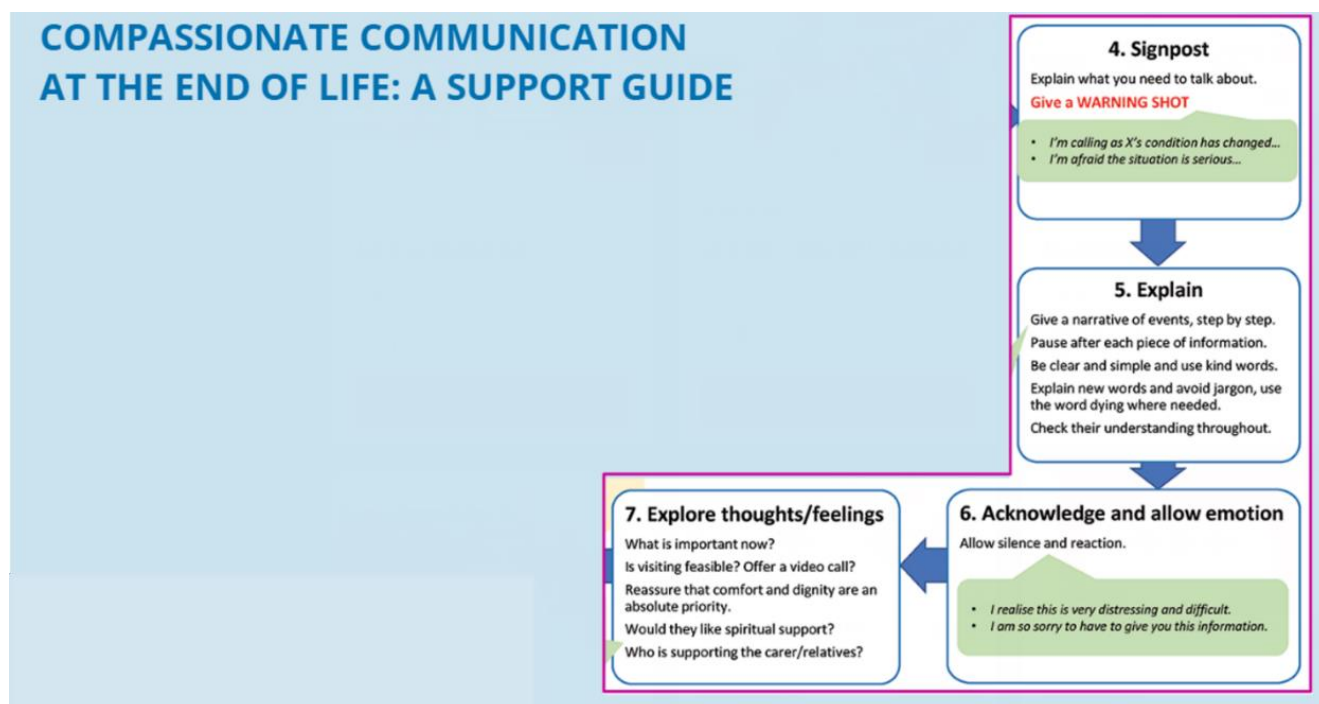 COMPASSIONATE COMMUNICATION
AT THE END OF LIFE: A SUPPORT GUIDE
4. Signpost
Explain what you need to talk about.
Give a WARNING SHOT
• I'm calling as X's condition has changed...
• I'm afraid the situation is serious...
5. Explain
Give a narrative of events, step by step.
Pause after each piece of information.
Be clear and simple and use kind words.
Explain new words and avoid jargon, use
the word dying where needed.
Check their understanding throughout.
6. Acknowledge and allow emotion
Allow silence and reaction.
• I realise this is very distressing and difficult.
• I am so sorry to have to give you this information.
7. Explore thoughts/feelings
What is important now?
Is visiting feasible? Offer a video call?
Reassure that comfort and dignity are an
absolute priority.
Would they like spiritual support?
Who is supporting the carer/relatives?